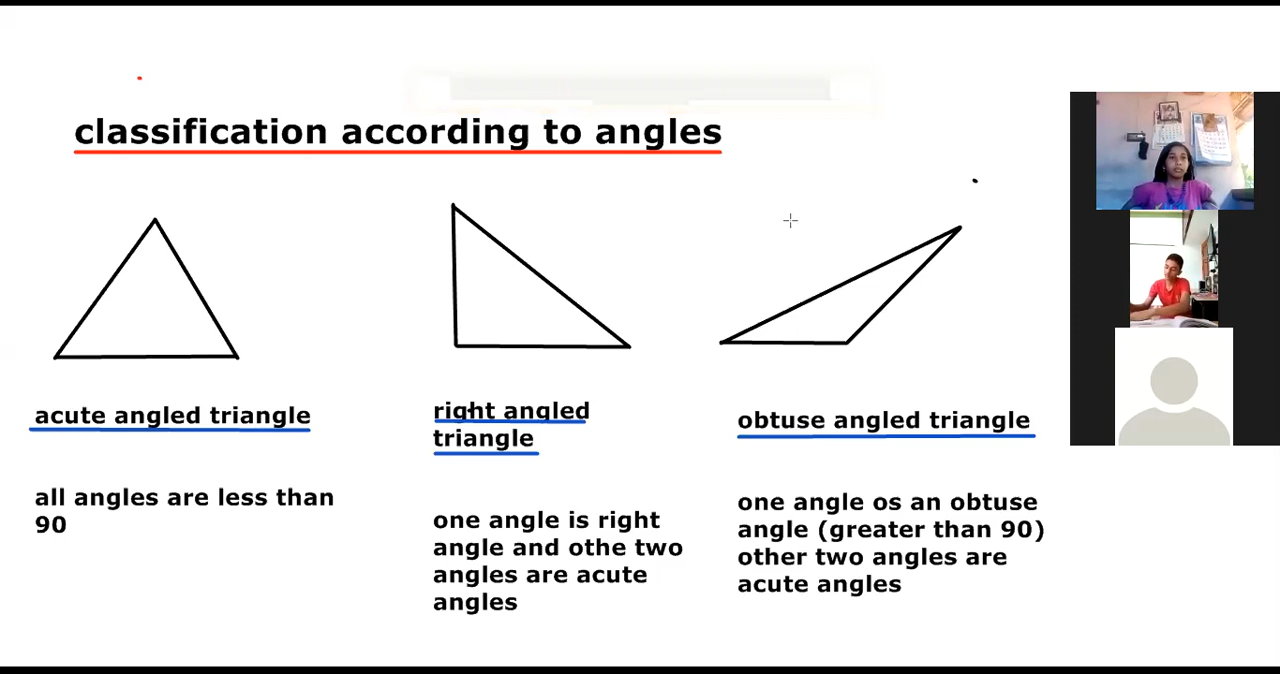 classification according to angles
acute angled triangle
all angles are less than
90
right angled
triangle
one angle is right
angle and othe two
angles are acute
angles
obtuse angled triangle
one angle os an obtuse
angle (greater than 90)
other two angles are
acute angles